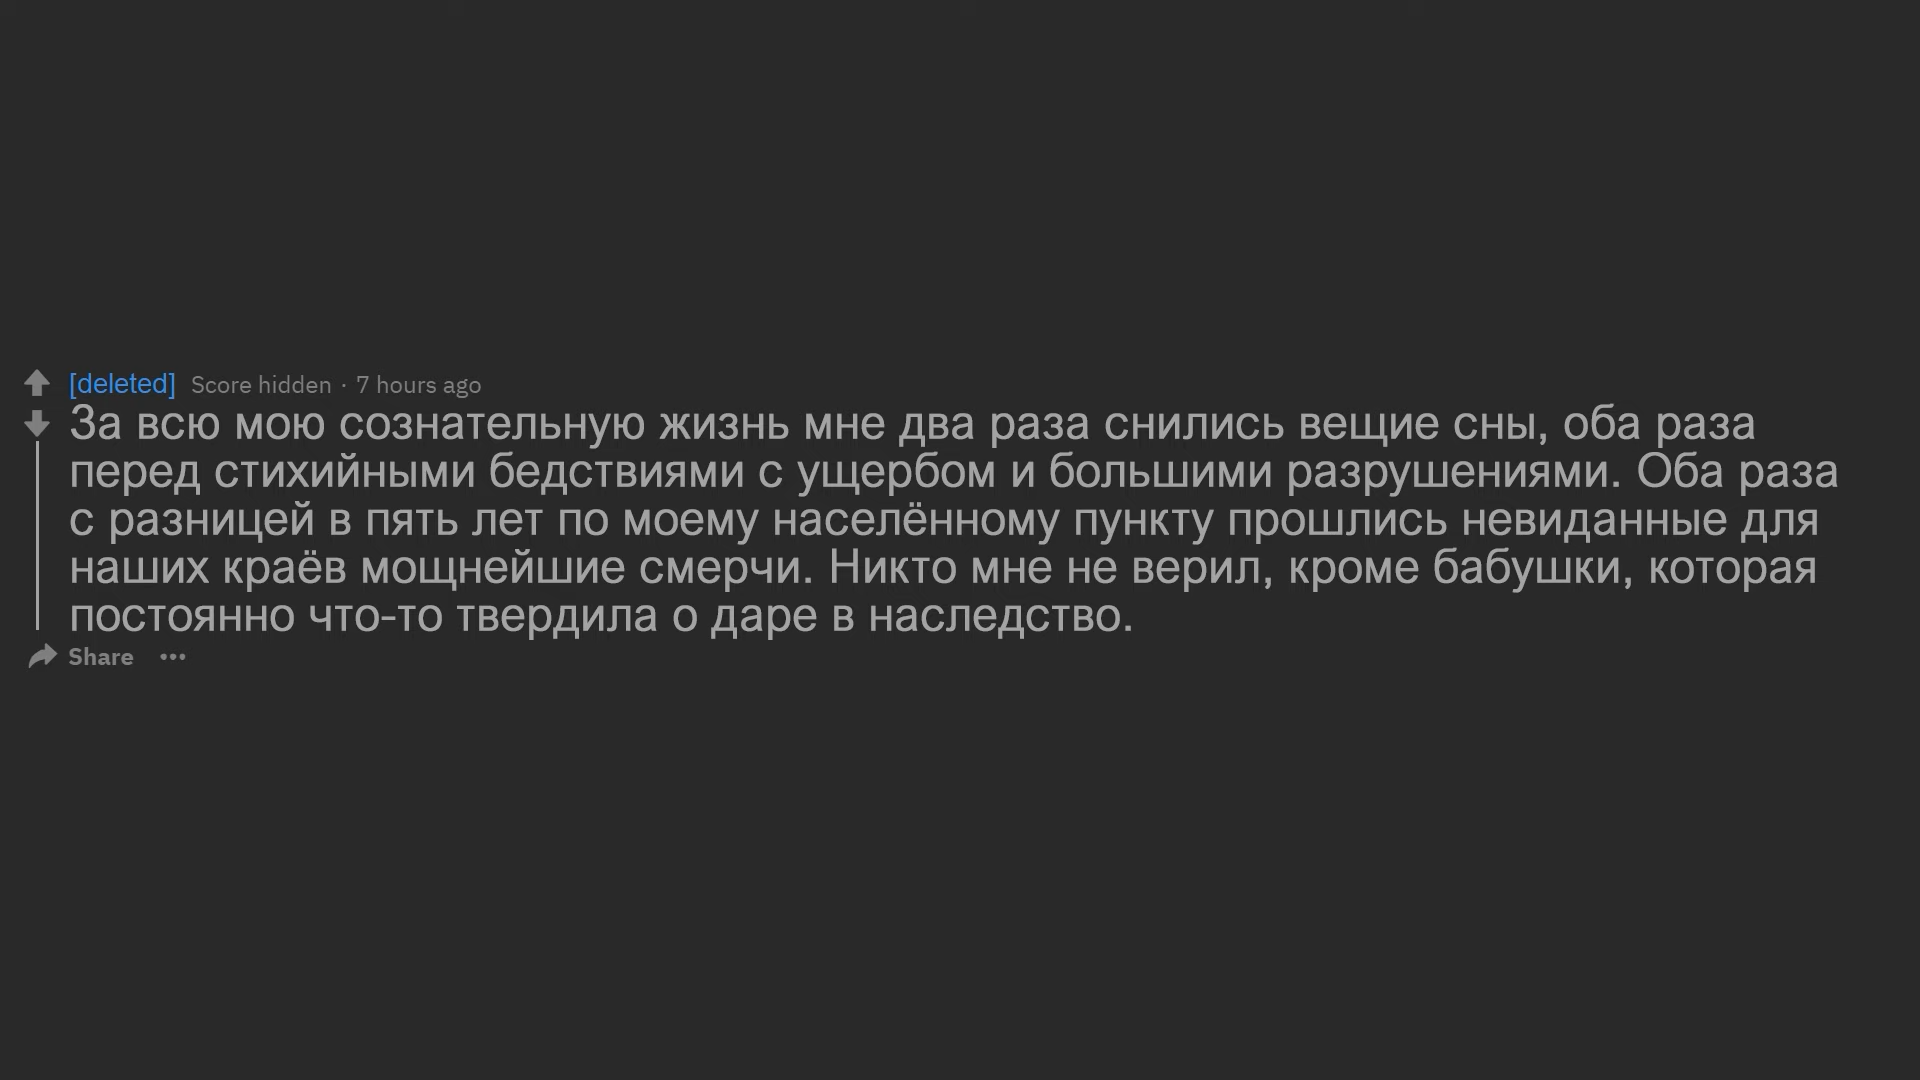 [deleted] Score hidden · 7 hours ago
За всю мою сознательную жизнь мне два раза снились вещие сны, оба раза
перед стихийными бедствиями с ущербом и большими разрушениями. Оба раза
с разницей в пять лет по моему населённому пункту прошлись невиданные для
наших краёв мощнейшие смерчи. Никто мне не верил, кроме бабушки, которая
постоянно что-то твердила о даре в наследство.
Share ···